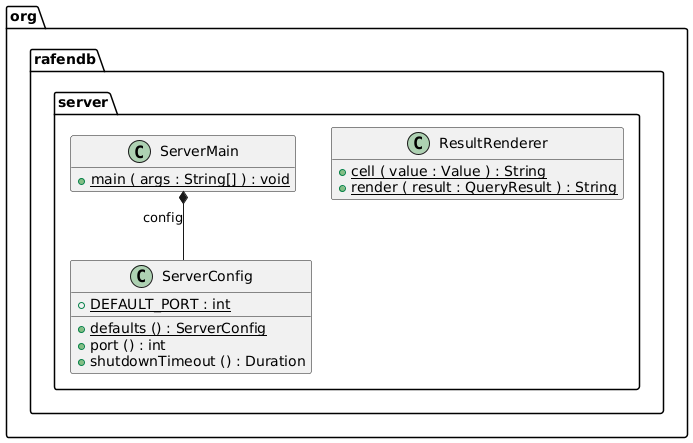 org
rafendb
server
ServerMain
main ( args : String[] ) : void
ResultRenderer
cell ( value : Value ) : String
render ( result : QueryResult ) : String
config
ServerConfig
DEFAULT_PORT : int
defaults () : ServerConfig
port () : int
shutdownTimeout () : Duration